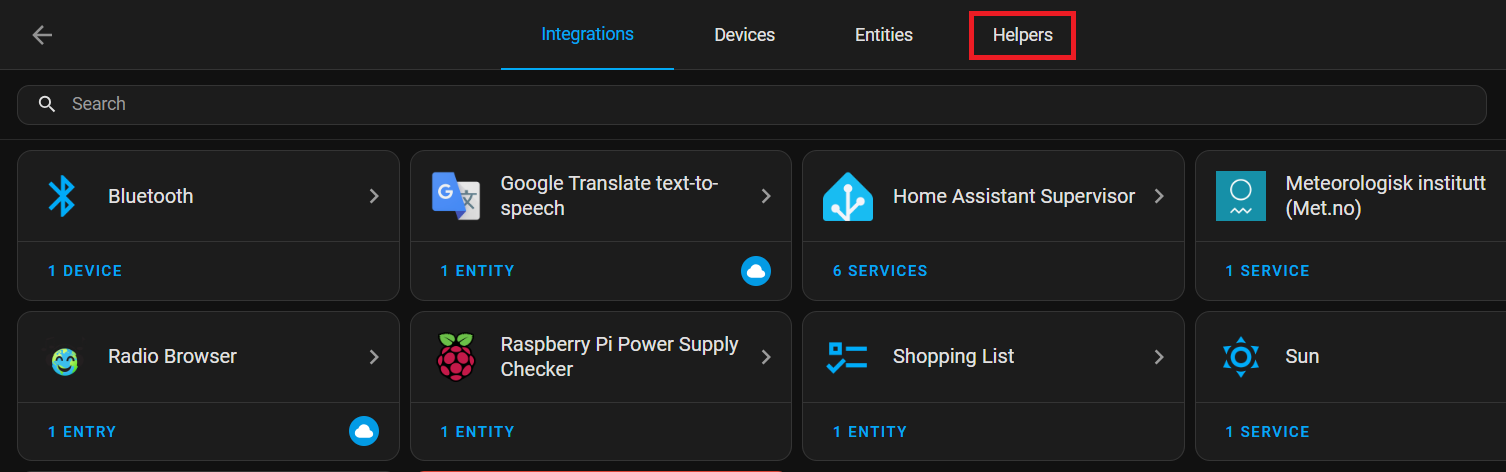 Integrations
Devices
Entities
Helpers
Search
Bluetooth
1 DEVICE
G
文
Google Translate text-to-
speech
1 ENTITY
Home Assistant Supervisor
6 SERVICES
Meteorologisk institutt
(Met.no)
1 SERVICE
Radio Browser
1 ENTRY
Raspberry Pi Power Supply
Checker
1 ENTITY
Shopping List
1 ENTITY
Sun
1 SERVICE